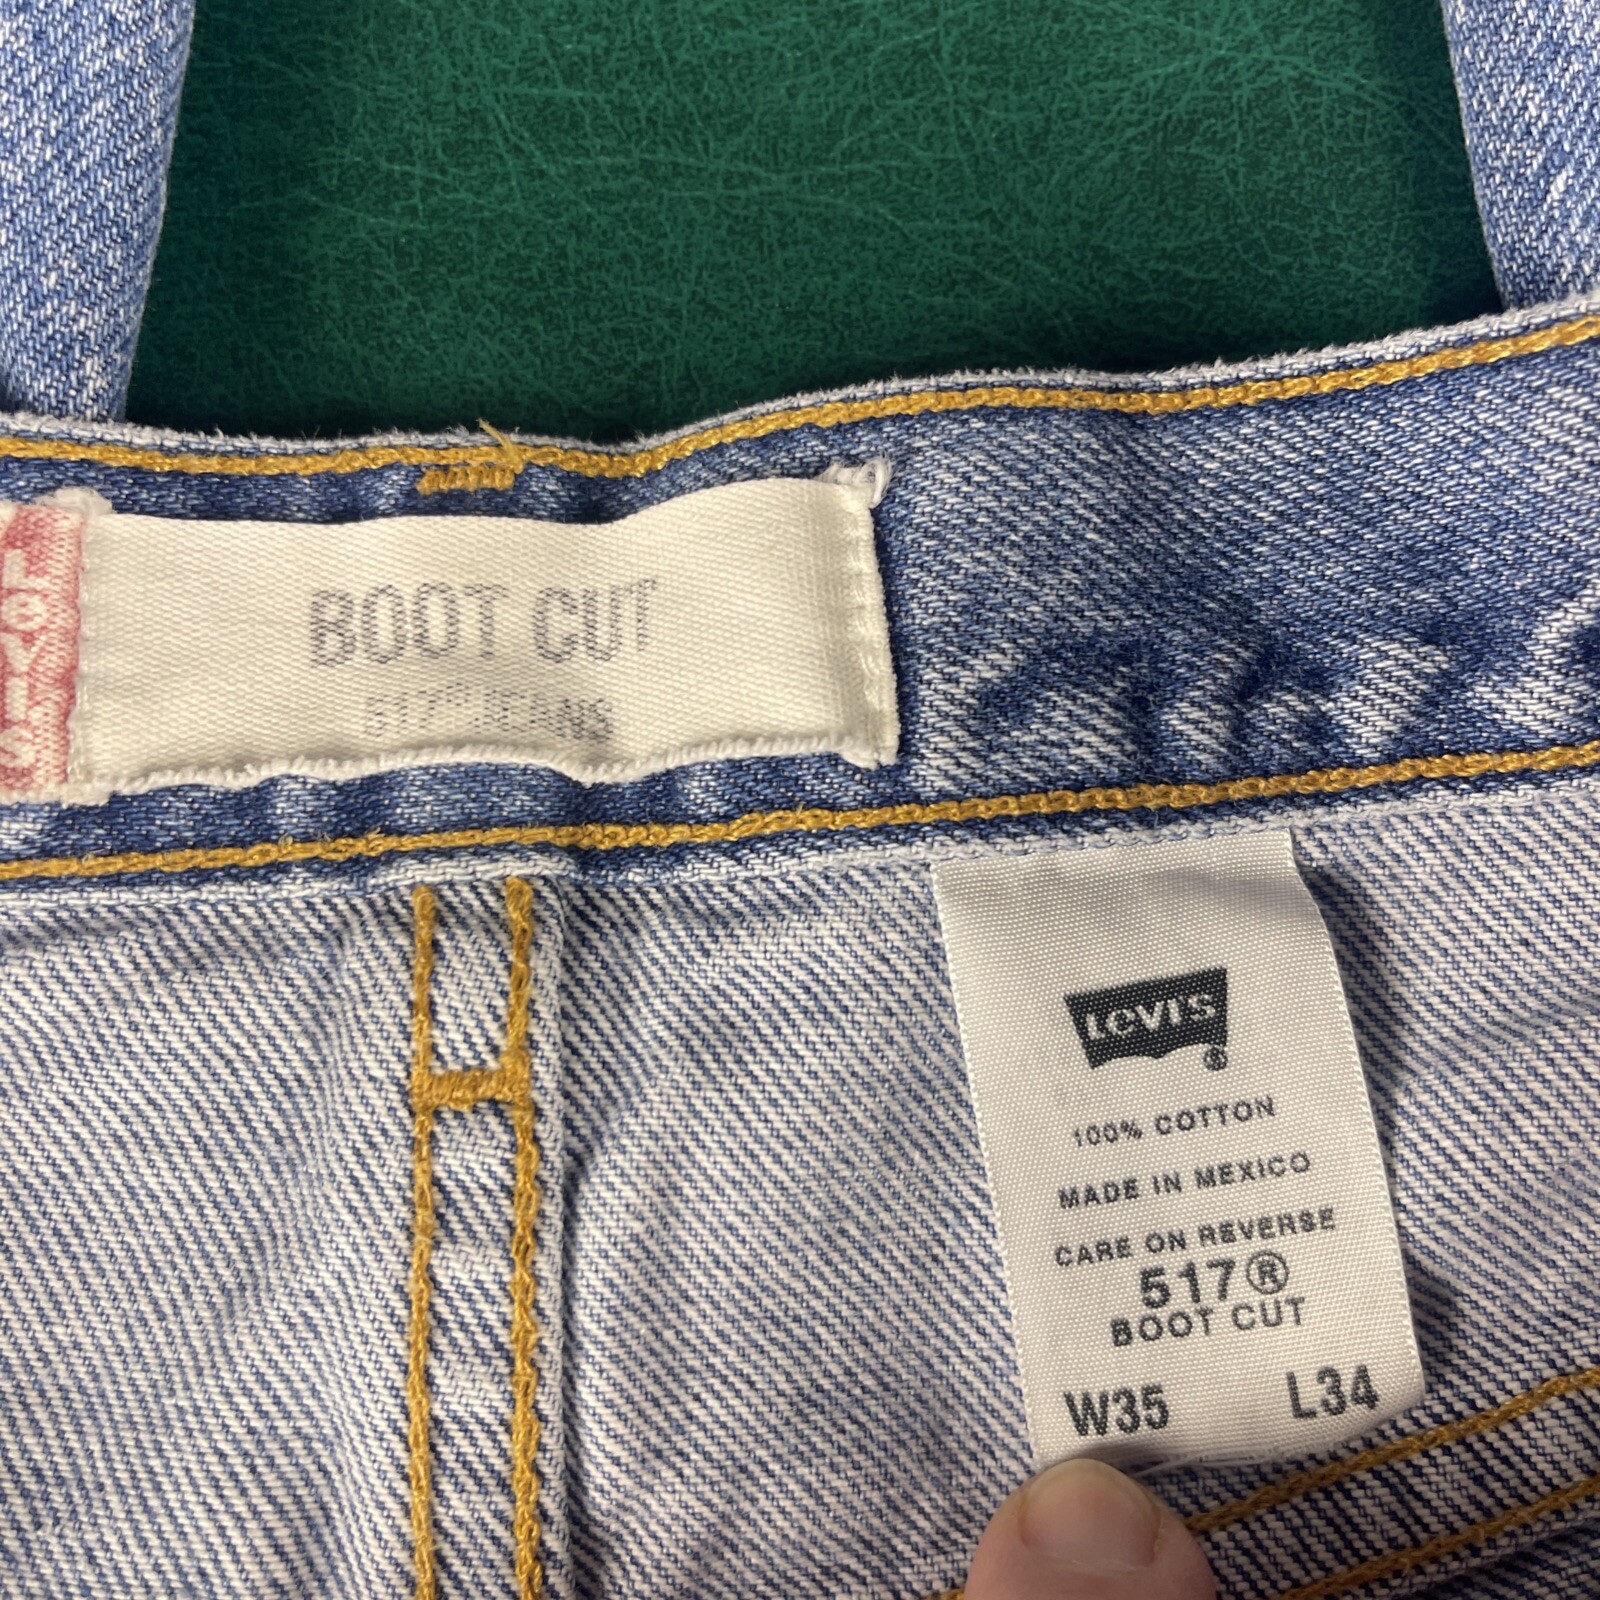 Levi's
BOOT CUT
517® JEANS
LEVI'S
®
100% COTTON
MADE IN MEXICO
CARE ON REVERSE
517®
BOOT CUT
W35 L34